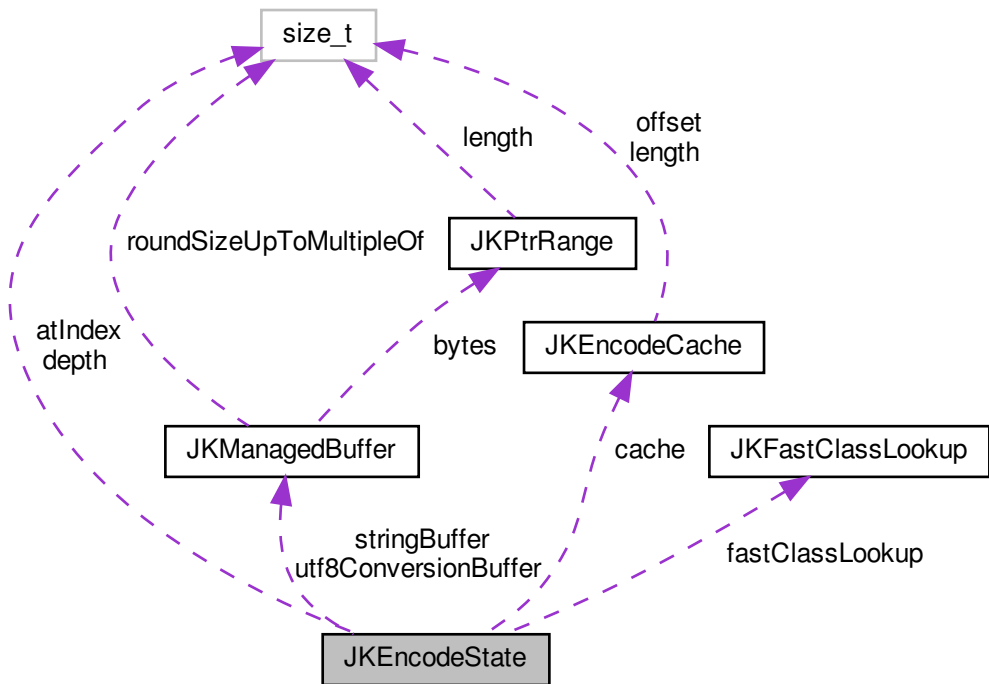 size_t
offset
length
length
JKPtrRange
roundSizeUpToMultipleOf
atIndex
depth
bytes
JKEncodeCache
JKManagedBuffer
cache
JKFastClassLookup
stringBuffer
utf8ConversionBuffer
fastClassLookup
JKEncodeState